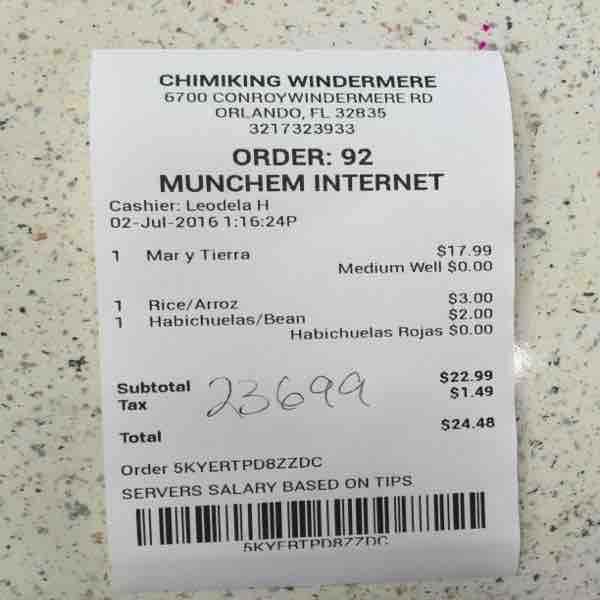 CHIMIKING WINDERMERE
6700 CONROYWINDERMERE RD
ORLANDO, FL 32835
3217323933
ORDER: 92
MUNCHEM INTERNET
Cashier: Leodela H
02-Jul-2016 1:16:24P
1 Mar y Tierra $17.99
Medium Well $0.00
1 Rice/Arroz $3.00
1 Habichuelas/Bean $2.00
Habichuelas Rojas $0.00
Subtotal $22.99
Tax $1.49
23699
Total $24.48
Order 5KYERTPD8ZZDC
SERVERS SALARY BASED ON TIPS
5KYERTPD8ZZDC